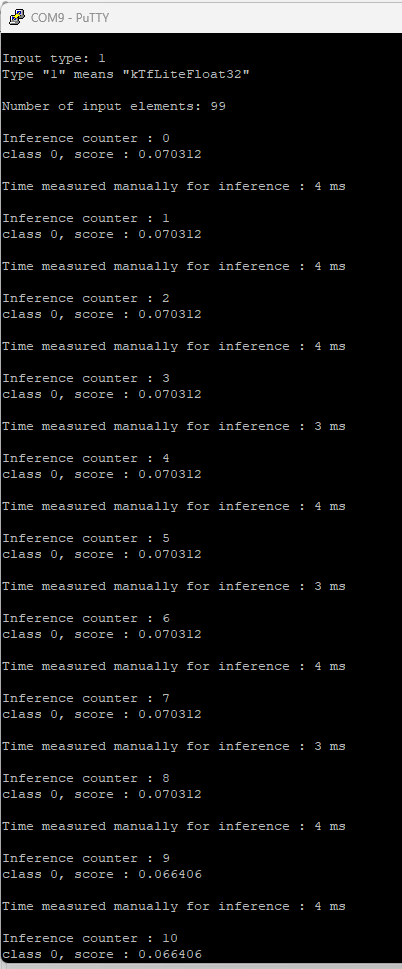 COM9 - PuTTY
Input type: 1
Type "1" means "kTfLiteFloat32"
Number of input elements: 99
Inference counter : 0
class 0, score : 0.070312
Time measured manually for inference : 4 ms
Inference counter : 1
class 0, score : 0.070312
Time measured manually for inference : 4 ms
Inference counter : 2
class 0, score : 0.070312
Time measured manually for inference : 4 ms
Inference counter : 3
class 0, score : 0.070312
Time measured manually for inference : 3 ms
Inference counter : 4
class 0, score : 0.070312
Time measured manually for inference : 4 ms
Inference counter : 5
class 0, score : 0.070312
Time measured manually for inference : 3 ms
Inference counter : 6
class 0, score : 0.070312
Time measured manually for inference : 4 ms
Inference counter : 7
class 0, score : 0.070312
Time measured manually for inference : 3 ms
Inference counter : 8
class 0, score : 0.070312
Time measured manually for inference : 4 ms
Inference counter : 9
class 0, score : 0.066406
Time measured manually for inference : 4 ms
Inference counter : 10
class 0, score : 0.066406